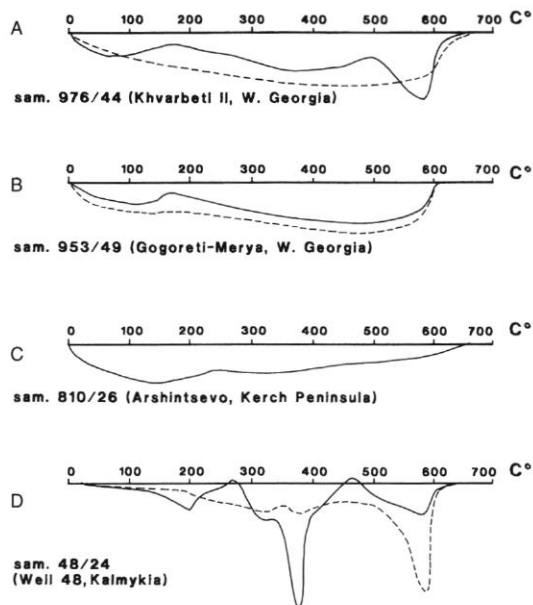 A
0 100 200 300 400 500 600 700 C°
sam. 976/44 (Khvarbeti II, W. Georgia)
B
0 100 200 300 400 500 600 700 C°
sam. 953/49 (Gogoreti-Merya, W. Georgia)
C
0 100 200 300 400 500 600 700 C°
sam. 810/26 (Arshintsevo, Kerch Peninsula)
D
0 100 200 300 400 500 600 700 C°
sam. 48/24
(Well 48, Kalmykia)